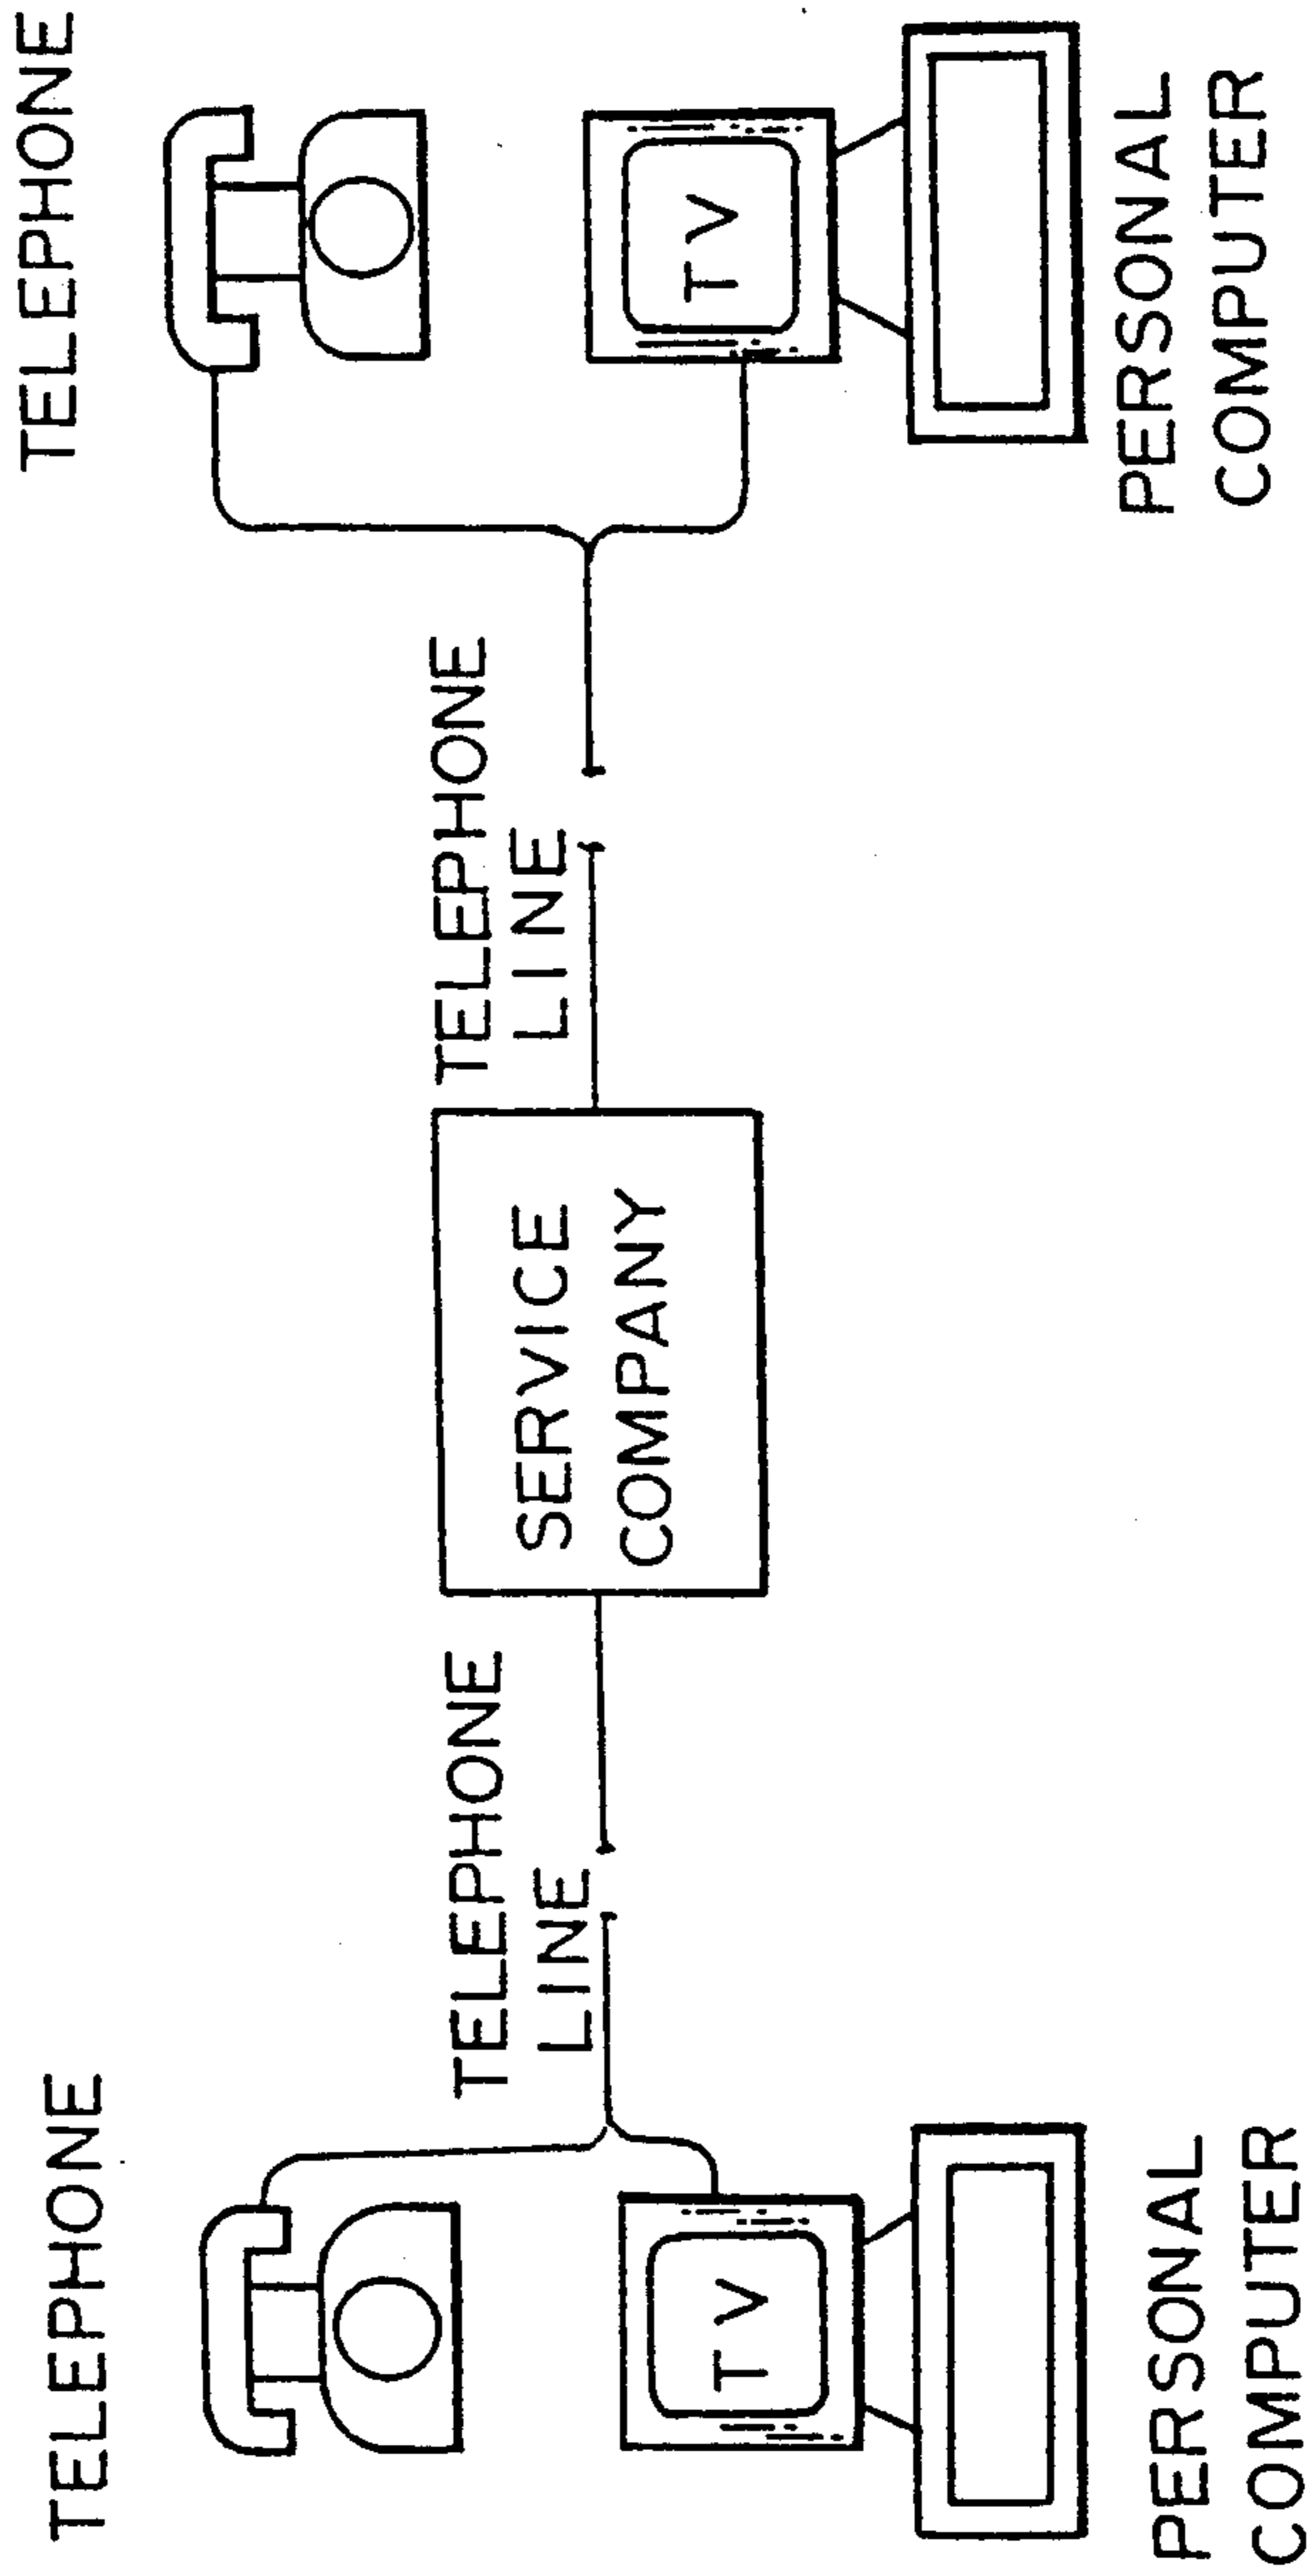 TELEPHONE
TV
PERSONAL
COMPUTER
TELEPHONE
LINE
SERVICE
COMPANY
TELEPHONE
LINE
TELEPHONE
TV
PERSONAL
COMPUTER